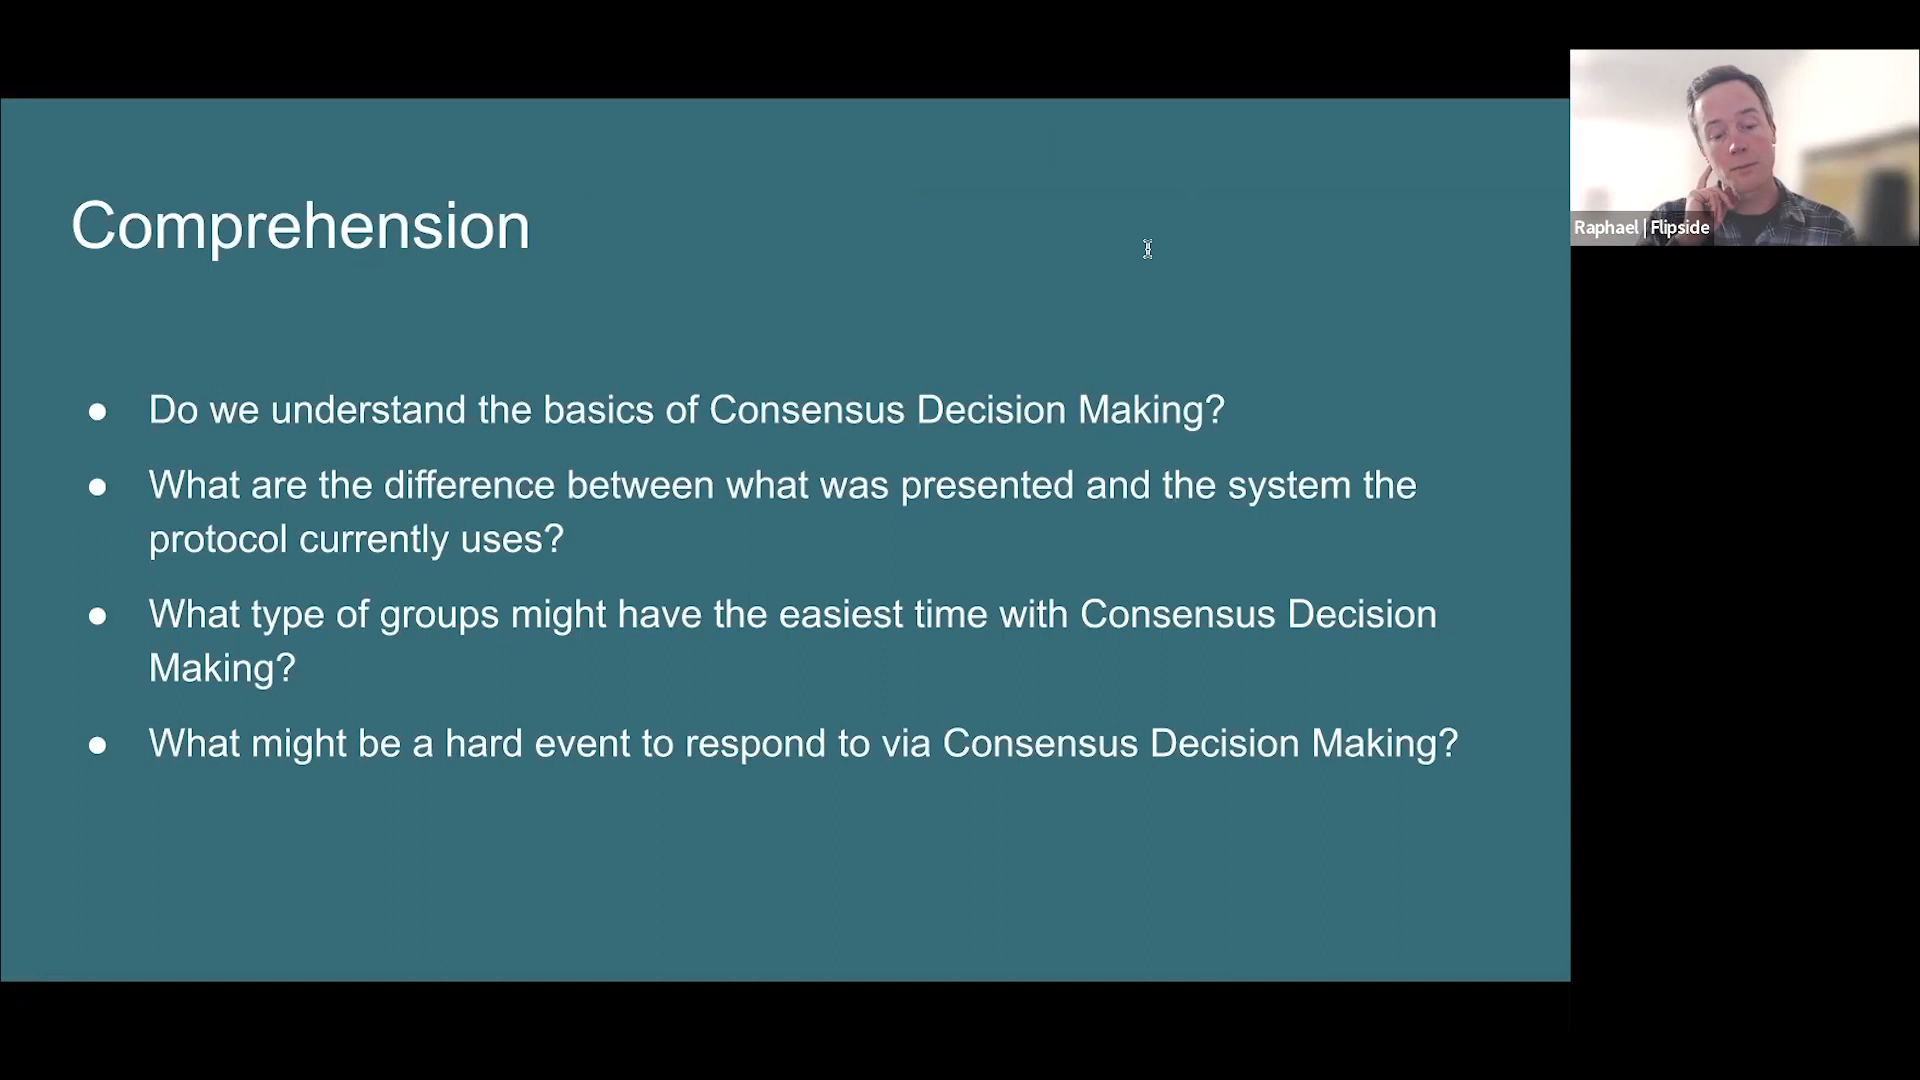 Comprehension
● Do we understand the basics of Consensus Decision Making?
● What are the difference between what was presented and the system the
protocol currently uses?
● What type of groups might have the easiest time with Consensus Decision
Making?
● What might be a hard event to respond to via Consensus Decision Making?
Raphael | Flipside